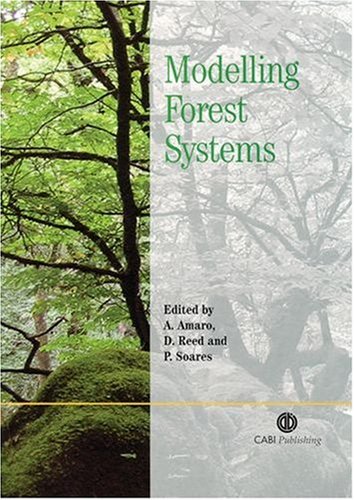 Modelling
Forest
Systems
Edited by
A. Amaro,
D. Reed and
P. Soares
CABI Publishing